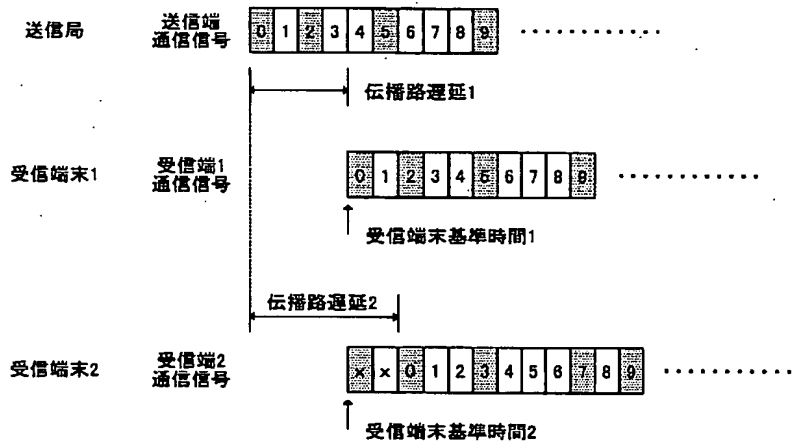 送信局
送信端
通信信号
0 1 2 3 4 5 6 7 8 9 ・・・・・・・・・・・・
伝播路遅延1
受信端末1
受信端1
通信信号
0 1 2 3 4 5 6 7 8 9 ・・・・・・・・・・・・
受信端末基準時間1
伝播路遅延2
受信端末2
受信端2
通信信号
x x 0 1 2 3 4 5 6 7 8 9 ・・・・・・・・・・・・
受信端末基準時間2